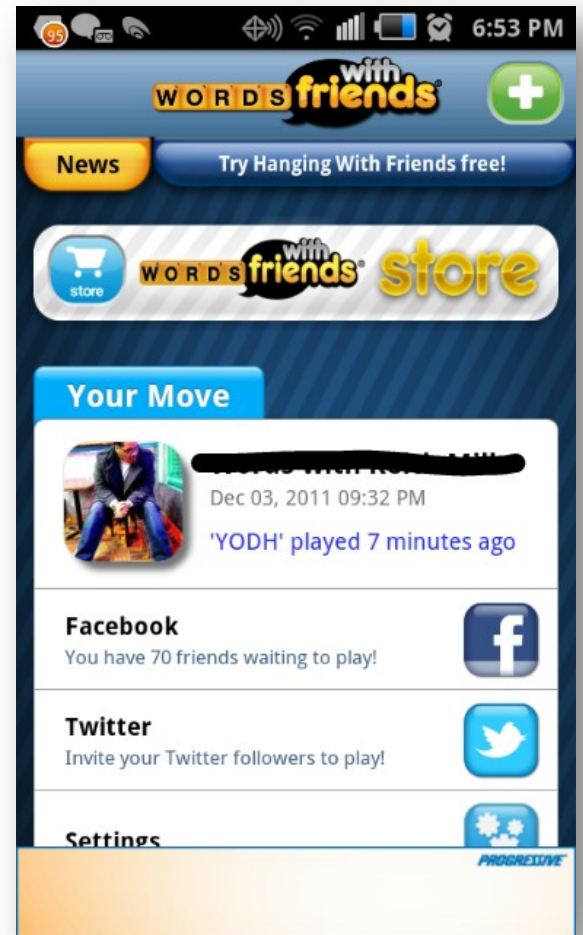 95
6:53 PM
WORDS with friends
News
Try Hanging With Friends free!
store
WORDS with friends store
Your Move
Dec 03, 2011 09:32 PM
'YODH' played 7 minutes ago
Facebook
You have 70 friends waiting to play!
f
Twitter
Invite your Twitter followers to play!
Settings
PROGRESSIVE